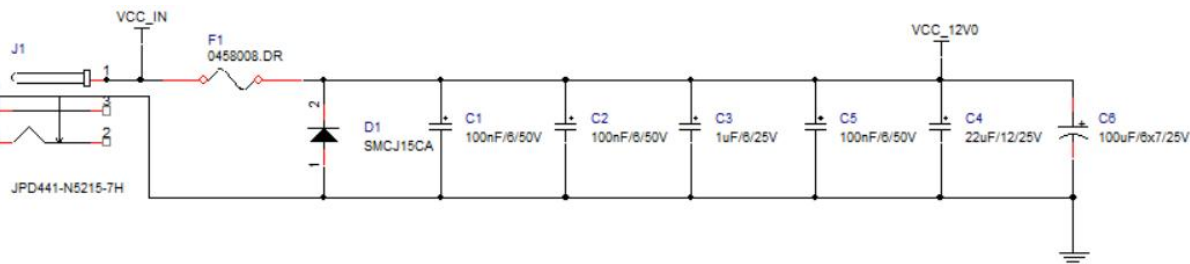 VCC_IN
J1
F1
0458008.DR
VCC_12V0
1
3
2
2
1
D1
SMCJ15CA
C1
100nF/6/50V
C2
100nF/6/50V
C3
1uF/6/25V
C5
100nF/6/50V
C4
22uF/12/25V
C6
100uF/6x7/25V
JPD441-N5215-7H